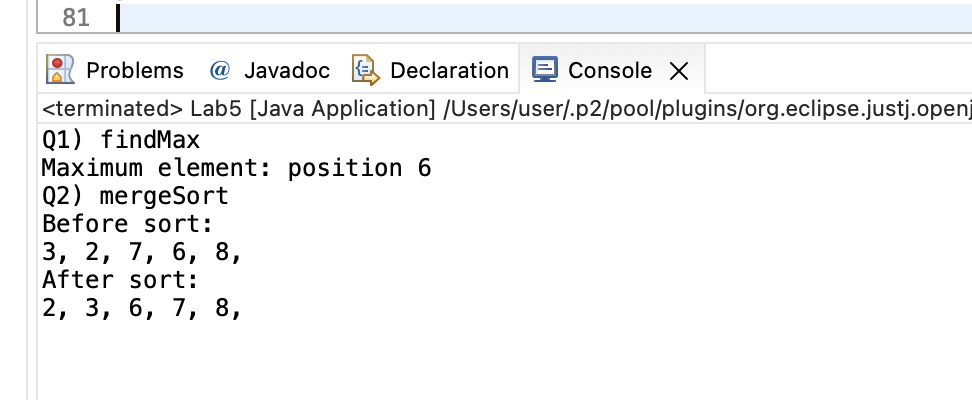 81
Problems @ Javadoc Declaration Console
<terminated> Lab5 [Java Application] /Users/user/.p2/pool/plugins/org.eclipse.justj.openj
Q1) findMax
Maximum element: position 6
Q2) mergeSort
Before sort:
3, 2, 7, 6, 8,
After sort:
2, 3, 6, 7, 8,